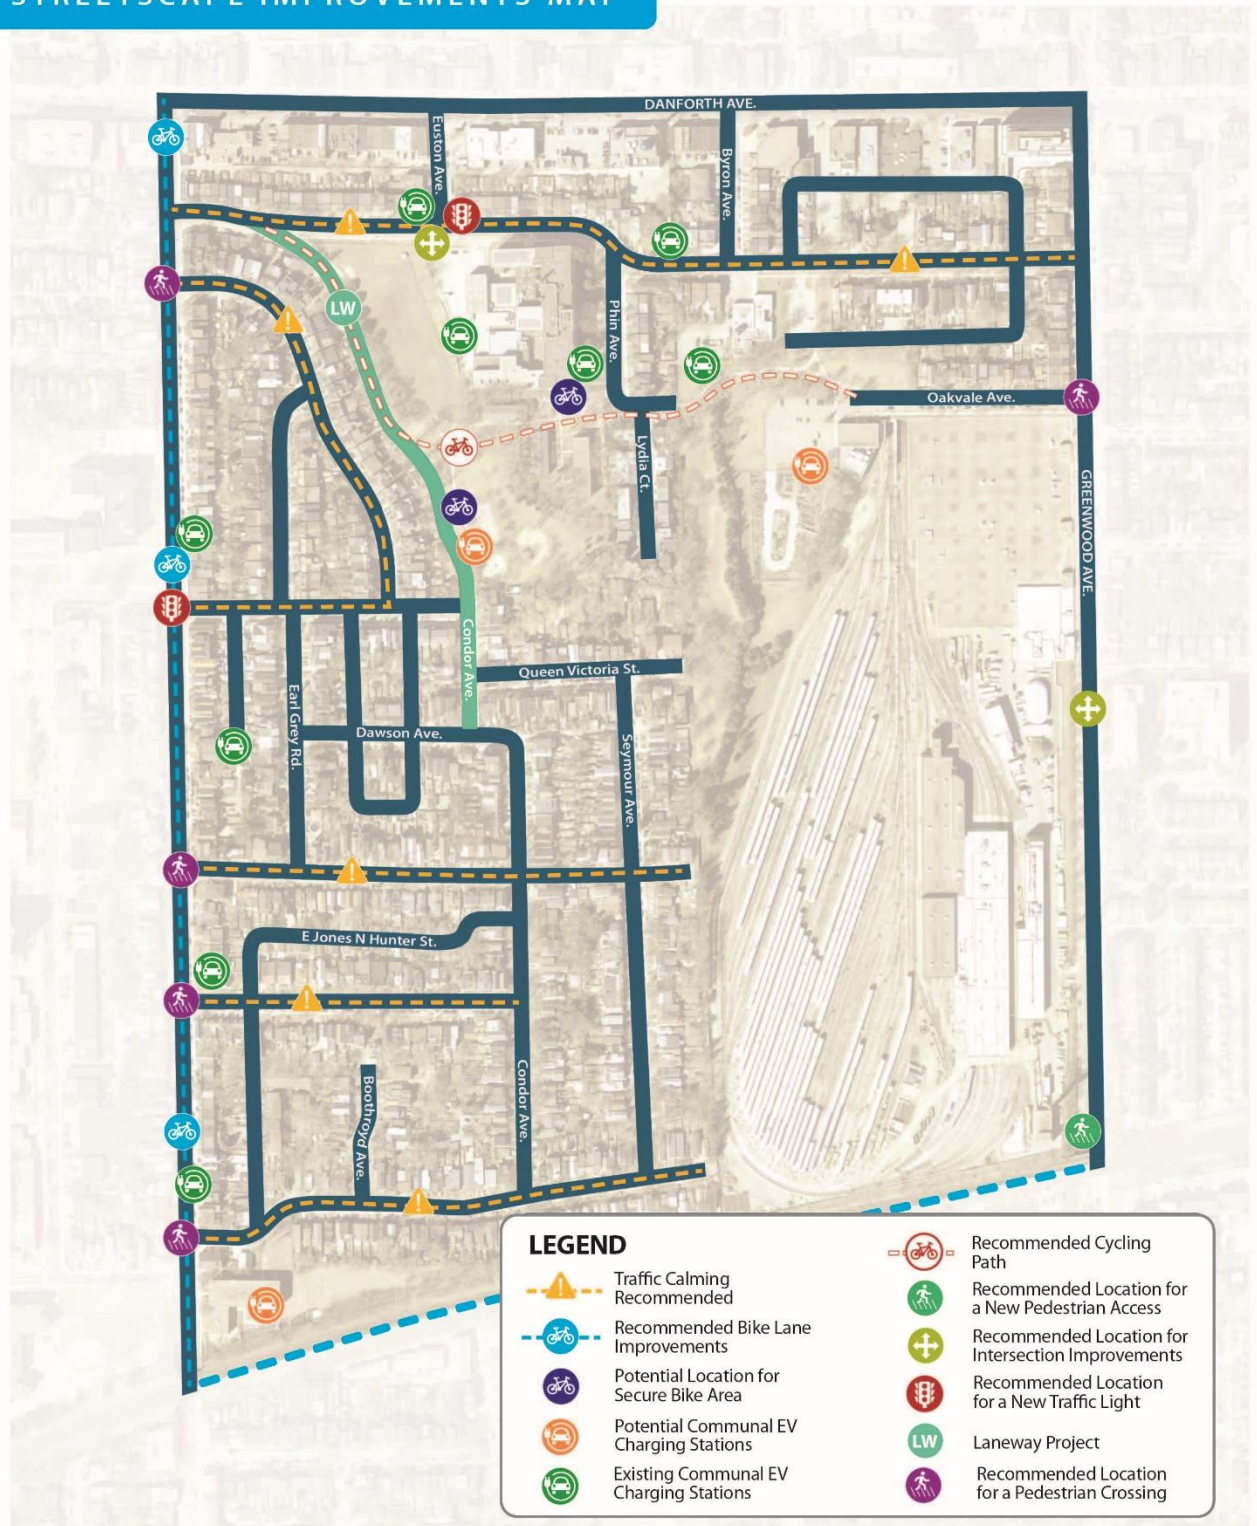 STREETSCAPE IMPROVEMENTS MAP
DANFORTH AVE.
Euston Ave.
Byron Ave.
LW
Phin Ave.
Oakvale Ave.
Lydia Ct.
GREENWOOD AVE.
Condor Ave.
Queen Victoria St.
Earl Grey Rd.
Dawson Ave.
Seymour Ave.
E Jones N Hunter St.
Boothroyd Ave.
Condor Ave.
LEGEND
Traffic Calming
Recommended
Recommended Bike Lane
Improvements
Potential Location for
Secure Bike Area
Potential Communal EV
Charging Stations
Existing Communal EV
Charging Stations
Recommended Cycling
Path
Recommended Location for
a New Pedestrian Access
Recommended Location for
Intersection Improvements
Recommended Location
for a New Traffic Light
LW
Laneway Project
Recommended Location
for a Pedestrian Crossing